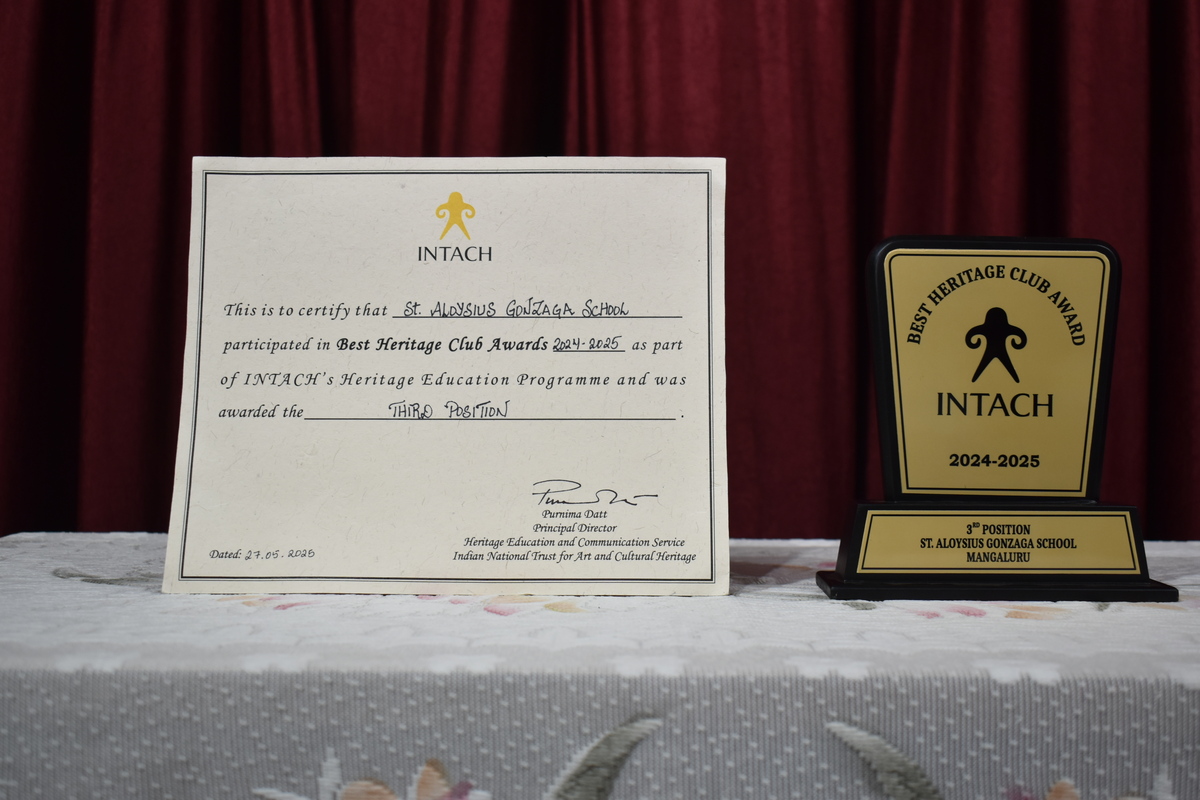 INTACH
This is to certify that St. ALOYSIUS GONZAGA SCHOOL
participated in Best Heritage Club Awards 2024-2025 as part
of INTACH's Heritage Education Programme and was
awarded the THIRD POSITION .
Purnima Datt
Principal Director
Heritage Education and Communication Service
Indian National Trust for Art and Cultural Heritage
Dated: 27.05.2025
BEST HERITAGE CLUB AWARD
INTACH
2024-2025
3RD POSITION
ST. ALOYSIUS GONZAGA SCHOOL
MANGALURU